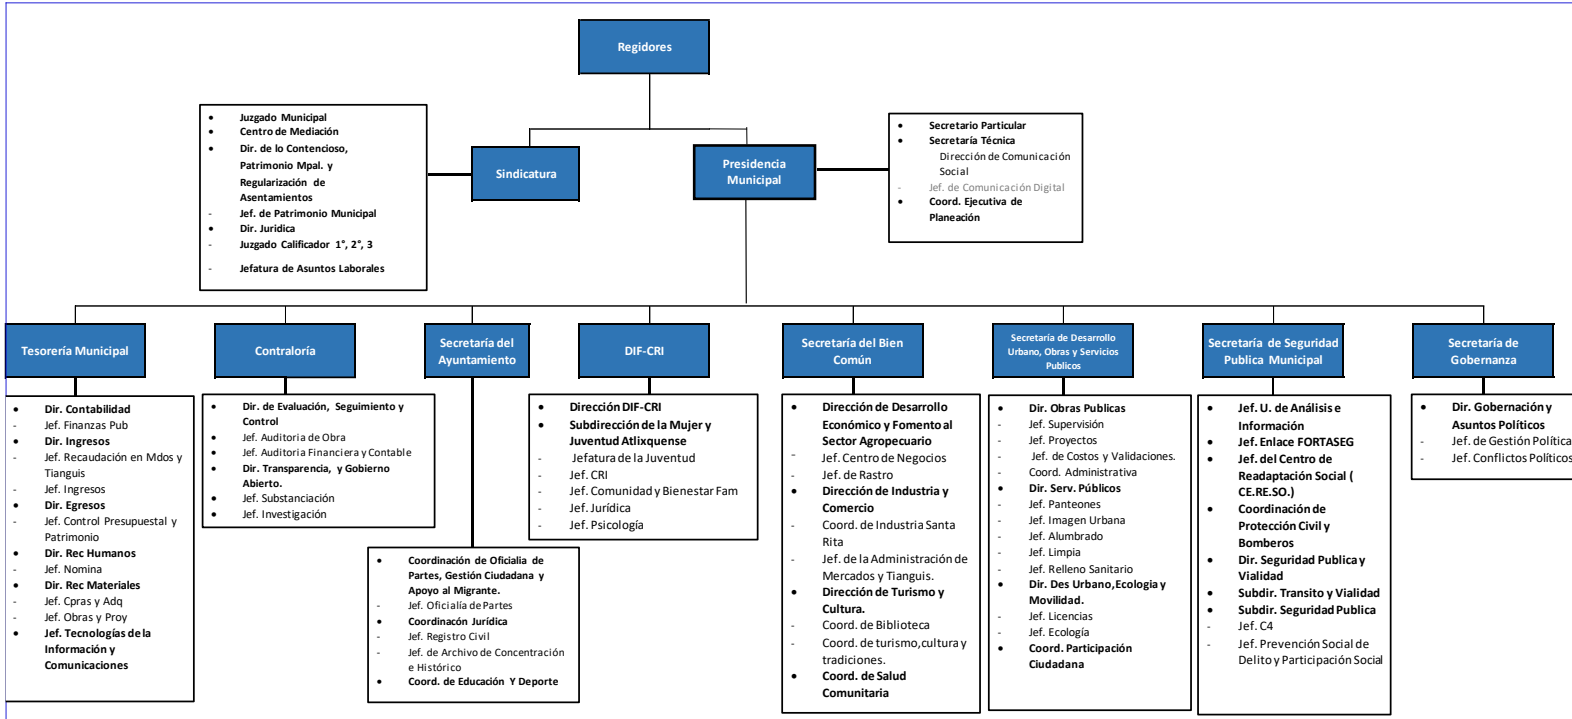 Regidores
• Juzgado Municipal
• Centro de Mediación
• Dir. de lo Contencioso,
Patrimonio Mpal. y
Regularización de
Asentamientos
- Jef. de Patrimonio Municipal
• Dir. Juridica
- Juzgado Calificador 1°, 2°, 3
- Jefatura de Asuntos Laborales
Sindicatura
Presidencia
Municipal
• Secretario Particular
• Secretaría Técnica
Dirección de Comunicación
Social
- Jef. de Comunicación Digital
• Coord. Ejecutiva de
Planeación
Tesorería Municipal
• Dir. Contabilidad
- Jef. Finanzas Pub
• Dir. Ingresos
- Jef. Recaudación en Mdos y
Tianguis
- Jef. Ingresos
• Dir. Egresos
- Jef. Control Presupuestal y
Patrimonio
• Dir. Rec Humanos
- Jef. Nomina
• Dir. Rec Materiales
- Jef. Cpras y Adq
- Jef. Obras y Proy
• Jef. Tecnologías de la
Información y
Comunicaciones
Contraloría
• Dir. de Evaluación, Seguimiento y
Control
• Jef. Auditoria de Obra
• Jef. Auditoria Financiera y Contable
• Dir. Transparencia, y Gobierno
Abierto.
• Jef. Substanciación
• Jef. Investigación
Secretaría del
Ayuntamiento
• Coordinación de Oficialia de
Partes, Gestión Ciudadana y
Apoyo al Migrante.
- Jef. Oficialía de Partes
• Coordinacón Jurídica
- Jef. Registro Civil
- Jef. de Archivo de Concentración
e Histórico
• Coord. de Educación Y Deporte
DIF-CRI
• Dirección DIF-CRI
• Subdirección de la Mujer y
Juventud Atlixquense
- Jefatura de la Juventud
- Jef. CRI
- Jef. Comunidad y Bienestar Fam
- Jef. Jurídica
- Jef. Psicología
Secretaría del Bien
Común
• Dirección de Desarrollo
Económico y Fomento al
Sector Agropecuario
- Jef. Centro de Negocios
- Jef. de Rastro
• Dirección de Industria y
Comercio
- Coord. de Industria Santa
Rita
- Jef. de la Administración de
Mercados y Tianguis.
• Dirección de Turismo y
Cultura.
- Coord. de Biblioteca
- Coord. de turismo,cultura y
tradiciones.
• Coord. de Salud
Comunitaria
Secretaría de Desarrollo
Urbano, Obras y Servicios
Publicos
• Dir. Obras Publicas
- Jef. Supervisión
- Jef. Proyectos
- Jef. de Costos y Validaciones.
- Coord. Administrativa
• Dir. Serv. Públicos
- Jef. Panteones
- Jef. Imagen Urbana
- Jef. Alumbrado
- Jef. Limpia
- Jef. Relleno Sanitario
• Dir. Des Urbano,Ecologia y
Movilidad.
- Jef. Licencias
- Jef. Ecología
• Coord. Participación
Ciudadana
Secretaría de Seguridad
Publica Municipal
• Jef. U. de Análisis e
Información
• Jef. Enlace FORTASEG
• Jef. del Centro de
Readaptación Social (
CE.RE.SO.)
• Coordinación de
Protección Civil y
Bomberos
• Dir. Seguridad Publica y
Vialidad
• Subdir. Transito y Vialidad
• Subdir. Seguridad Publica
- Jef. C4
- Jef. Prevención Social de
Delito y Participación Social
Secretaría de
Gobernanza
• Dir. Gobernación y
Asuntos Políticos
- Jef. de Gestión Política
- Jef. Conflictos Políticos